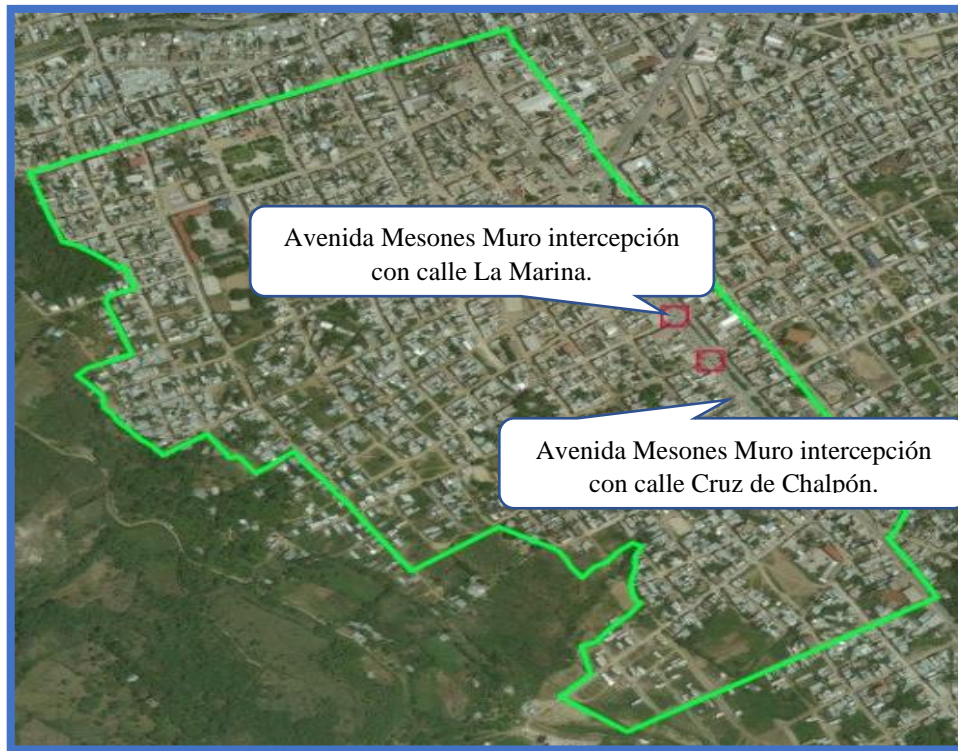 Avenida Mesones Muro intercepción
con calle La Marina.
Avenida Mesones Muro intercepción
con calle Cruz de Chalpón.